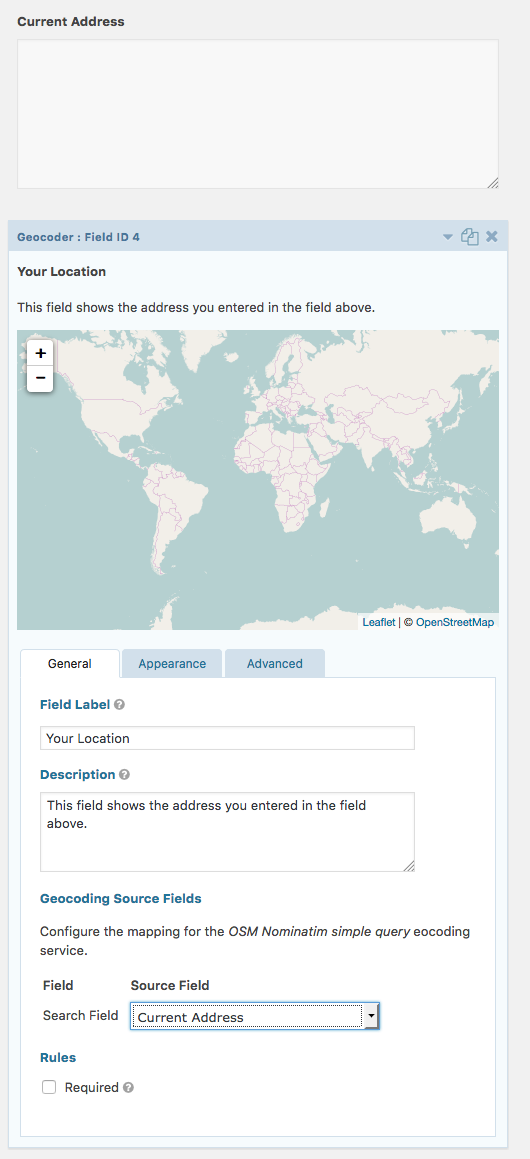 Current Address
Geocoder : Field ID 4
Your Location
This field shows the address you entered in the field above.
+
−
Leaflet | © OpenStreetMap
General Appearance Advanced
Field Label ?
Your Location
Description ?
This field shows the address you entered in the field
above.
Geocoding Source Fields
Configure the mapping for the OSM Nominatim simple query eocoding
service.
Field Source Field
Search Field Current Address
Rules
Required ?